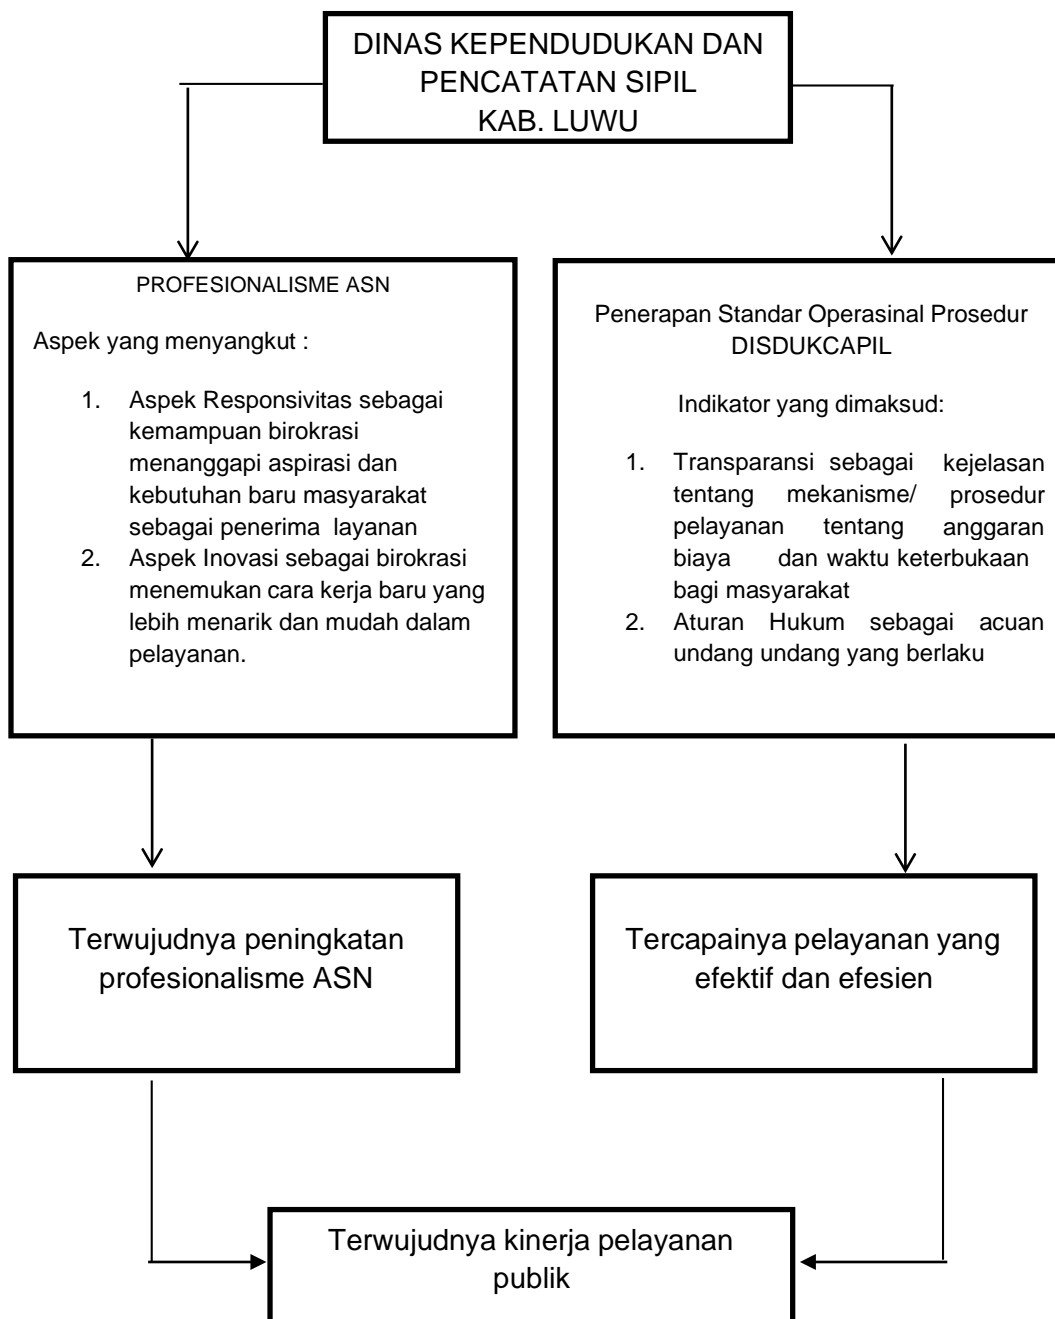 DINAS KEPENDUDUKAN DAN
PENCATATAN SIPIL
KAB. LUWU
PROFESIONALISME ASN
Aspek yang menyangkut :
1. Aspek Responsivitas sebagai
kemampuan birokrasi
menanggapi aspirasi dan
kebutuhan baru masyarakat
sebagai penerima layanan
2. Aspek Inovasi sebagai birokrasi
menemukan cara kerja baru yang
lebih menarik dan mudah dalam
pelayanan.
Penerapan Standar Operasinal Prosedur
DISDUKCAPIL
Indikator yang dimaksud:
1. Transparansi sebagai kejelasan
tentang mekanisme/ prosedur
pelayanan tentang anggaran
biaya dan waktu keterbukaan
bagi masyarakat
2. Aturan Hukum sebagai acuan
undang undang yang berlaku
Terwujudnya peningkatan
profesionalisme ASN
Tercapainya pelayanan yang
efektif dan efesien
Terwujudnya kinerja pelayanan
publik